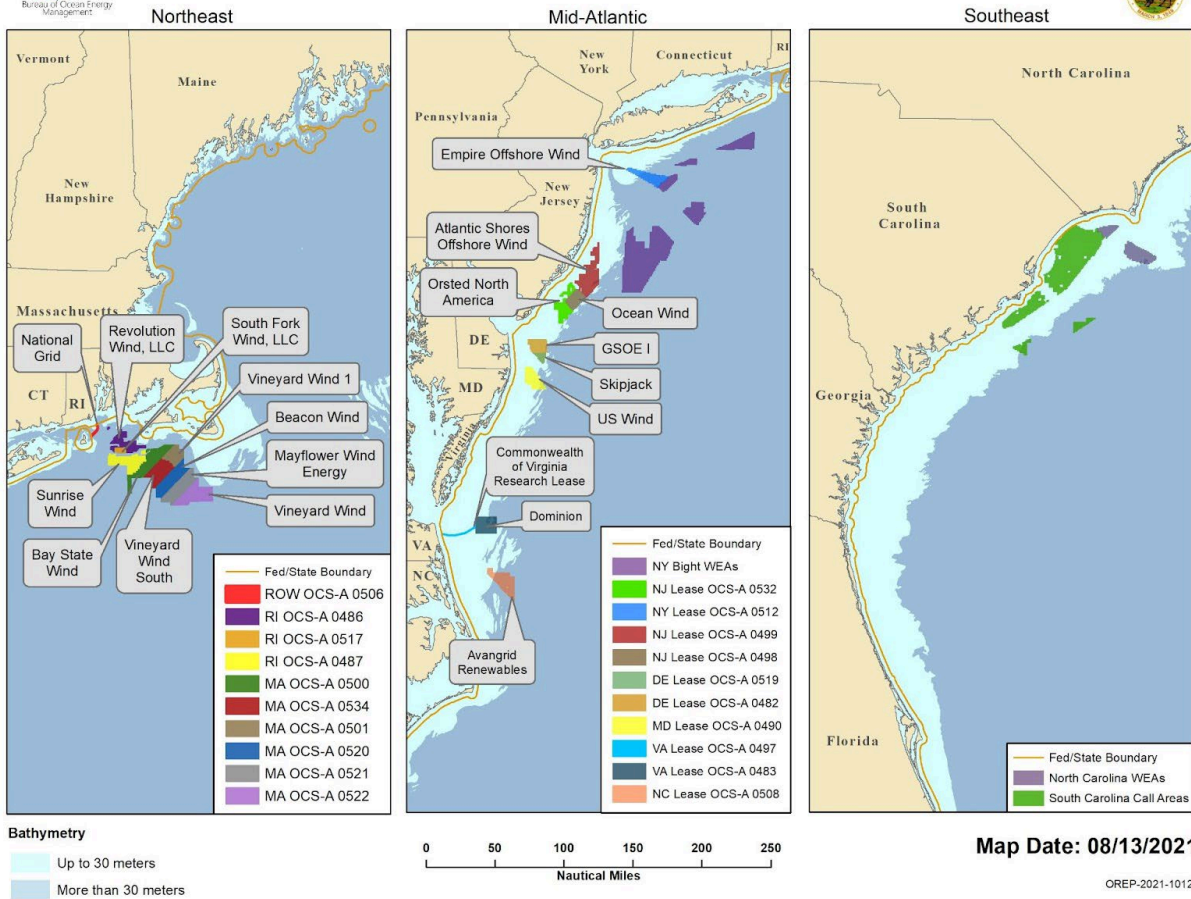 Bureau of Ocean Energy
Management
Northeast
Mid-Atlantic
Southeast
Vermont
Maine
New
Hampshire
Massachusetts
National
Grid
Revolution
Wind, LLC
South Fork
Wind, LLC
CT
RI
Vineyard Wind 1
Beacon Wind
Mayflower Wind
Energy
Vineyard Wind
Sunrise
Wind
Bay State
Wind
Vineyard
Wind
South
Fed/State Boundary
ROW OCS-A 0506
RI OCS-A 0486
RI OCS-A 0517
RI OCS-A 0487
MA OCS-A 0500
MA OCS-A 0534
MA OCS-A 0501
MA OCS-A 0520
MA OCS-A 0521
MA OCS-A 0522
New
York
Connecticut
RI
Pennsylvania
Empire Offshore Wind
New
Jersey
Atlantic Shores
Offshore Wind
Orsted North
America
Ocean Wind
DE
GSOE I
MD
Skipjack
US Wind
Virginia
Commonwealth
of Virginia
Research Lease
Dominion
VA
NC
Avangrid
Renewables
Fed/State Boundary
NY Bight WEAs
NJ Lease OCS-A 0532
NY Lease OCS-A 0512
NJ Lease OCS-A 0499
NJ Lease OCS-A 0498
DE Lease OCS-A 0519
DE Lease OCS-A 0482
MD Lease OCS-A 0490
VA Lease OCS-A 0497
VA Lease OCS-A 0483
NC Lease OCS-A 0508
North Carolina
South
Carolina
Georgia
Florida
Fed/State Boundary
North Carolina WEAs
South Carolina Call Areas
Bathymetry
Up to 30 meters
More than 30 meters
0 50 100 150 200 250
Nautical Miles
Map Date: 08/13/2021
OREP-2021-1012